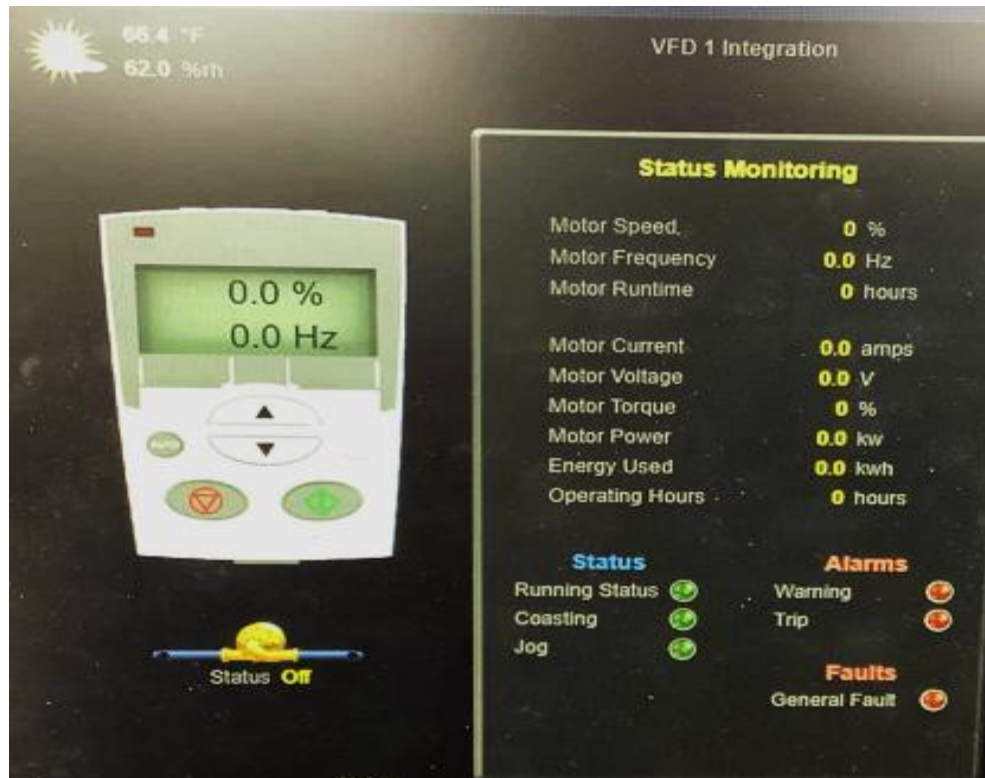 66.4 °F
62.0 %rh
VFD 1 Integration
Status Monitoring
Motor Speed 0 %
Motor Frequency 0.0 Hz
Motor Runtime 0 hours
Motor Current 0.0 amps
Motor Voltage 0.0 V
Motor Torque 0 %
Motor Power 0.0 kw
Energy Used 0.0 kwh
Operating Hours 0 hours
0.0 %
0.0 Hz
AUTO
Status
Running Status
Coasting
Jog
Alarms
Warning
Trip
Faults
General Fault
Status Off